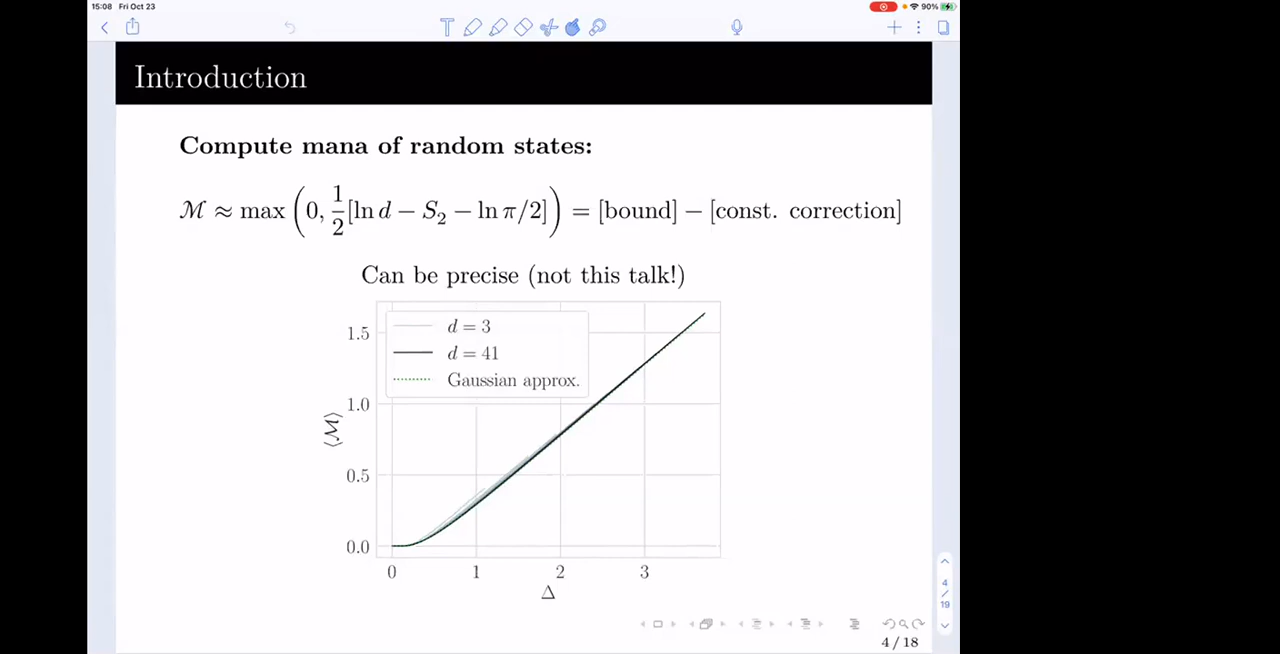 15:08 Fri Oct 23
90%
Introduction
Compute mana of random states:
ℳ ≈ max (0, 1/2 [ln d − S₂ − ln π/2]) = [bound] − [const. correction]
Can be precise (not this talk!)
d = 3
d = 41
Gaussian approx.
1.5
1.0
0.5
0.0
⟨ℳ⟩
0 1 2 3
Δ
4
/
19
4 / 18